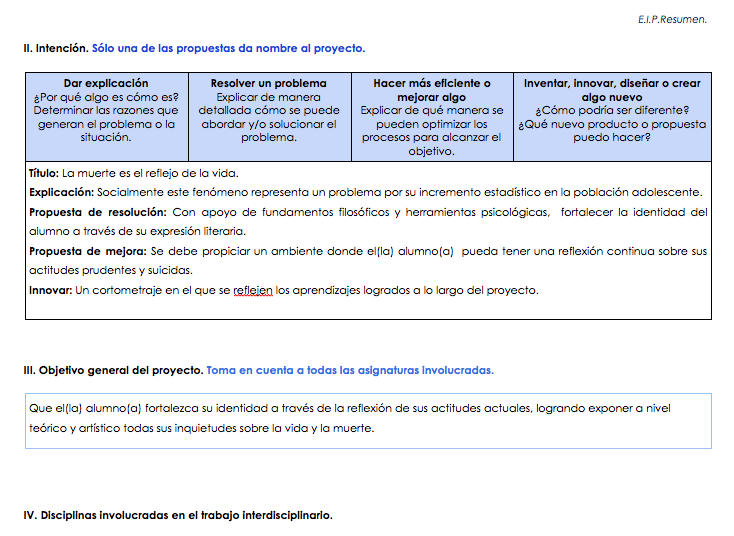 E.I.P.Resumen.
II. Intención. Sólo una de las propuestas da nombre al proyecto.
Dar explicación
¿Por qué algo es cómo es?
Determinar las razones que
generan el problema o la
situación.
Resolver un problema
Explicar de manera
detallada cómo se puede
abordar y/o solucionar el
problema.
Hacer más eficiente o
mejorar algo
Explicar de qué manera se
pueden optimizar los
procesos para alcanzar el
objetivo.
Inventar, innovar, diseñar o crear
algo nuevo
¿Cómo podría ser diferente?
¿Qué nuevo producto o propuesta
puedo hacer?
Título: La muerte es el reflejo de la vida.
Explicación: Socialmente este fenómeno representa un problema por su incremento estadístico en la población adolescente.
Propuesta de resolución: Con apoyo de fundamentos filosóficos y herramientas psicológicas, fortalecer la identidad del
alumno a través de su expresión literaria.
Propuesta de mejora: Se debe propiciar un ambiente donde el(la) alumno(a) pueda tener una reflexión continua sobre sus
actitudes prudentes y suicidas.
Innovar: Un cortometraje en el que se reflejen los aprendizajes logrados a lo largo del proyecto.
III. Objetivo general del proyecto. Toma en cuenta a todas las asignaturas involucradas.
Que el(la) alumno(a) fortalezca su identidad a través de la reflexión de sus actitudes actuales, logrando exponer a nivel
teórico y artístico todas sus inquietudes sobre la vida y la muerte.
IV. Disciplinas involucradas en el trabajo interdisciplinario.